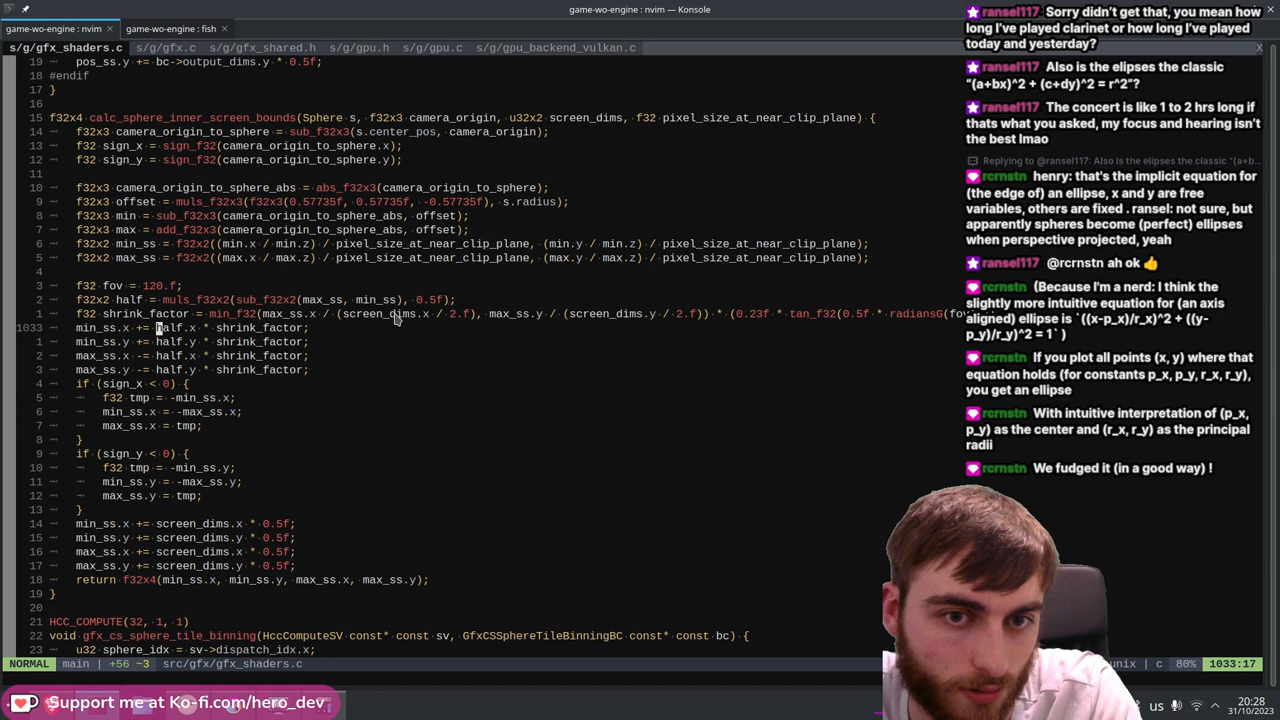 game-wo-engine : nvim — Konsole
game-wo-engine : nvim
game-wo-engine : fish
s/g/gfx_shaders.c s/g/gfx.c s/g/gfx_shared.h s/g/gpu.h s/g/gpu.c s/g/gpu_backend_vulkan.c X
19 pos_ss.y += bc->output_dims.y * 0.5f;
18 #endif
17 }
16
15 f32x4 calc_sphere_inner_screen_bonds(Sphere s, f32x3 camera_origin, u32x2 screen_dims, f32 pixel_size_at_near_clip_plane) {
14 f32x3 camera_origin_to_sphere = sub_f32x3(s.center_pos, camera_origin);
13 f32 sign_x = sign_f32(camera_origin_to_sphere.x);
12 f32 sign_y = sign_f32(camera_origin_to_sphere.y);
11
10 f32x3 camera_origin_to_sphere_abs = abs_f32x3(camera_origin_to_sphere);
9 f32x3 offset = muls_f32x3(f32x3(0.57735f, 0.57735f, -0.57735f), s.radius);
8 f32x3 min = sub_f32x3(camera_origin_to_sphere_abs, offset);
7 f32x3 max = add_f32x3(camera_origin_to_sphere_abs, offset);
6 f32x2 min_ss = f32x2((min.x / min.z) / pixel_size_at_near_clip_plane, (min.y / min.z) / pixel_size_at_near_clip_plane);
5 f32x2 max_ss = f32x2((max.x / max.z) / pixel_size_at_near_clip_plane, (max.y / max.z) / pixel_size_at_near_clip_plane);
4
3 f32 fov = 120.f;
2 f32x2 half = muls_f32x2(sub_f32x2(max_ss, min_ss), 0.5f);
1 f32 shrink_factor = min_f32(max_ss.x / (screen_dims.x / 2.f), max_ss.y / (screen_dims.y / 2.f)) * (0.23f * tan_f32(0.5f * radiansG(fov
1033 min_ss.x += half.x * shrink_factor;
1 min_ss.y += half.y * shrink_factor;
2 max_ss.x -= half.x * shrink_factor;
3 max_ss.y -= half.y * shrink_factor;
4 if (sign_x < 0) {
5 f32 tmp = -min_ss.x;
6 min_ss.x = -max_ss.x;
7 max_ss.x = tmp;
8 }
9 if (sign_y < 0) {
10 f32 tmp = -min_ss.y;
11 min_ss.y = -max_ss.y;
12 max_ss.y = tmp;
13 }
14 min_ss.x += screen_dims.x * 0.5f;
15 min_ss.y += screen_dims.y * 0.5f;
16 max_ss.x += screen_dims.x * 0.5f;
17 max_ss.y += screen_dims.y * 0.5f;
18 return f32x4(min_ss.x, min_ss.y, max_ss.x, max_ss.y);
19 }
20
21 HCC_COMPUTE(32, 1, 1)
22 void gfx_cs_sphere_tile_binning(HccComputeSV const* const sv, GfxCSSphereTileBinningBC const* const bc) {
23 u32 sphere_idx = sv->dispatch_idx.x;
NORMAL main | +56 ~3 src/gfx/gfx_shaders.c unix | c 80% 1033:17
Support me at Ko-fi.com/hero_dev
us 20:28
31/10/2023
ransel117 Sorry didn't get that, you mean how
long I've played clarinet or how long I've played
today and yesterday?
ransel117 Also is the elipses the classic
"(a+bx)^2 + (c+dy)^2 = r^2"?
ransel117 The concert is like 1 to 2 hrs long if
thats what you asked, my focus and hearing isn't
the best lmao
Replying to @ransel117: Also is the elipses the classic "(a+b...
rcrnstn henry: that's the implicit equation for
(the edge of) an ellipse, x and y are free
variables, others are fixed . ransel: not sure, but
apparently spheres become (perfect) ellipses
when perspective projected, yeah
ransel117 @rcrnstn ah ok 👍
rcrnstn (Because I'm a nerd: I think the
slightly more intuitive equation for (an axis
aligned) ellipse is `((x-p_x)/r_x)^2 + ((y-
p_y)/r_y)^2 = 1` )
rcrnstn If you plot all points (x, y) where that
equation holds (for constants p_x, p_y, r_x, r_y),
you get an ellipse
rcrnstn With intuitive interpretation of (p_x,
p_y) as the center and (r_x, r_y) as the principal
radii
rcrnstn We fudged it (in a good way) !